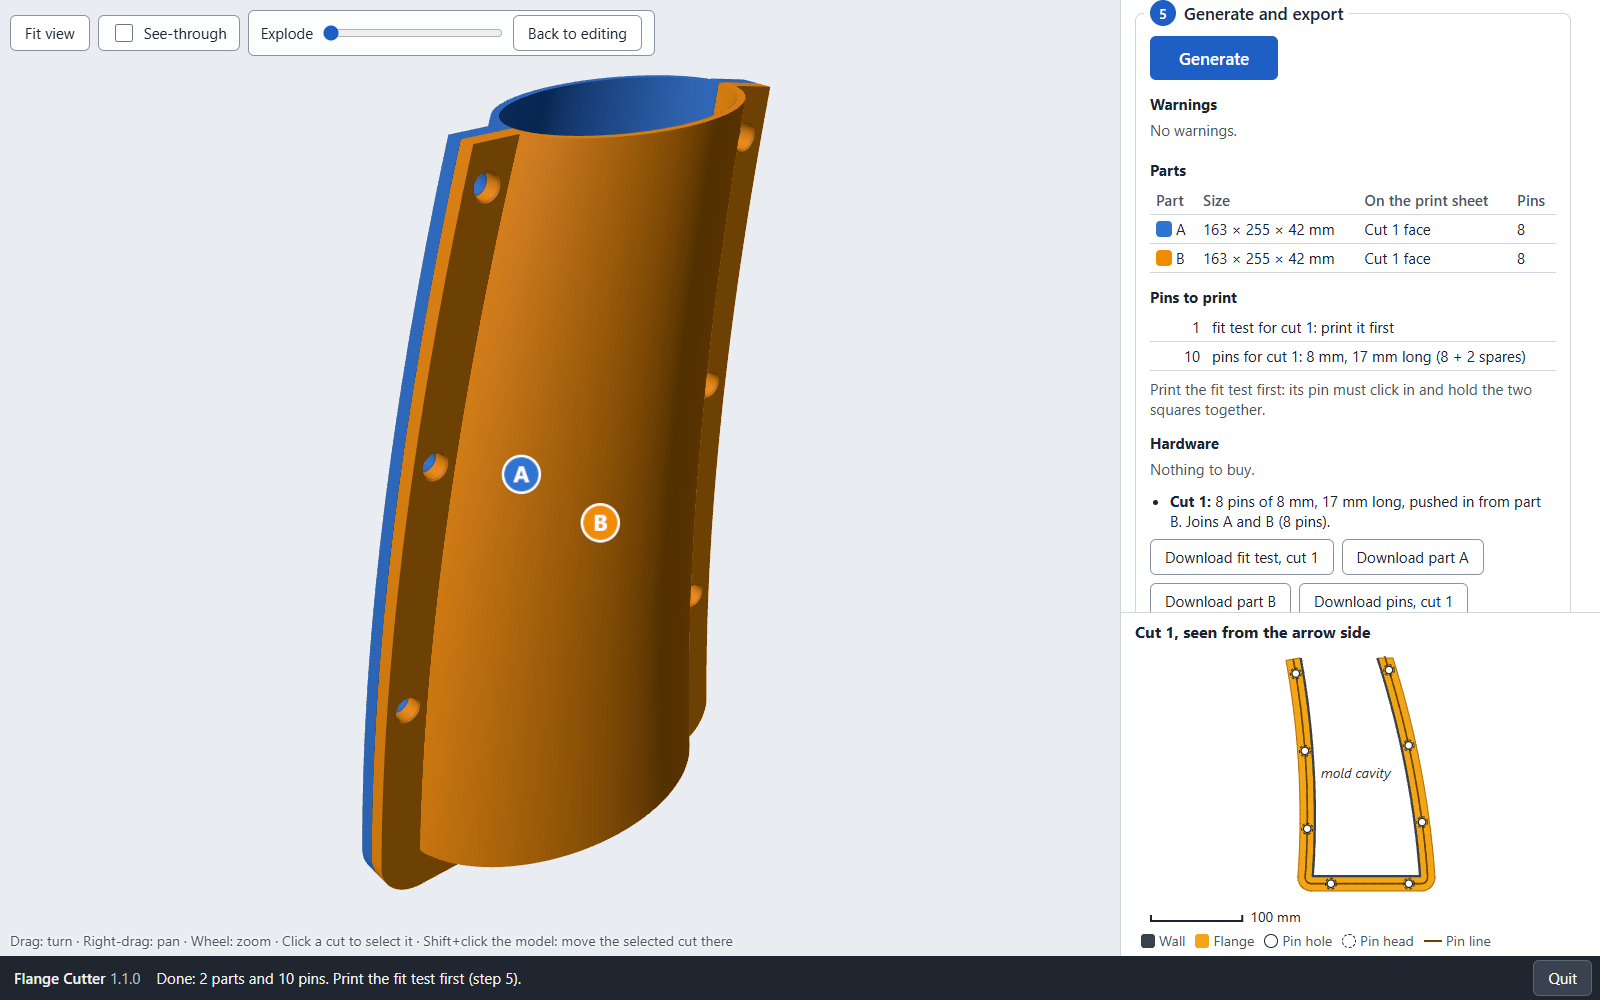 Fit view
See-through
Explode
Back to editing
A
B
Drag: turn · Right-drag: pan · Wheel: zoom · Click a cut to select it · Shift+click the model: move the selected cut there
5 Generate and export
Generate
Warnings
No warnings.
Parts
Part Size On the print sheet Pins
A 163 × 255 × 42 mm Cut 1 face 8
B 163 × 255 × 42 mm Cut 1 face 8
Pins to print
1 fit test for cut 1: print it first
10 pins for cut 1: 8 mm, 17 mm long (8 + 2 spares)
Print the fit test first: its pin must click in and hold the two
squares together.
Hardware
Nothing to buy.
• Cut 1: 8 pins of 8 mm, 17 mm long, pushed in from part
B. Joins A and B (8 pins).
Download fit test, cut 1
Download part A
Download part B
Download pins, cut 1
Cut 1, seen from the arrow side
mold cavity
100 mm
Wall Flange Pin hole Pin head Pin line
Flange Cutter 1.1.0 Done: 2 parts and 10 pins. Print the fit test first (step 5).
Quit